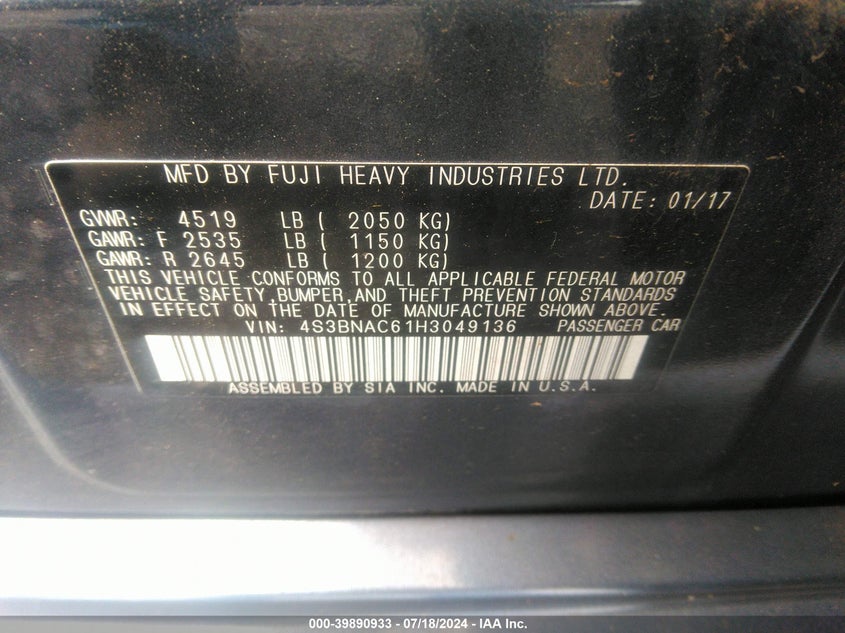 MFD BY FUJI HEAVY INDUSTRIES LTD.
DATE: 01/17
GVWR: 4519 LB ( 2050 KG)
GAWR: F 2535 LB ( 1150 KG)
GAWR: R 2645 LB ( 1200 KG)
THIS VEHICLE CONFORMS TO ALL APPLICABLE FEDERAL MOTOR
VEHICLE SAFETY,BUMPER,AND THEFT PREVENTION STANDARDS
IN EFFECT ON THE DATE OF MANUFACTURE SHOWN ABOVE.
VIN: 4S3BNAC61H3049136 PASSENGER CAR
ASSEMBLED BY SIA INC. MADE IN U.S.A.
000-39890933 - 07/18/2024 - IAA Inc.